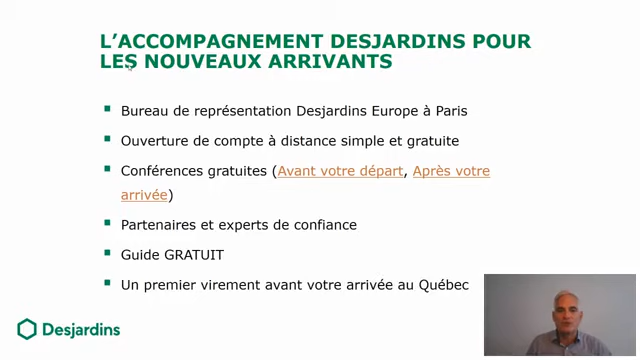 L’ACCOMPAGNEMENT DESJARDINS POUR
LES NOUVEAUX ARRIVANTS
Bureau de représentation Desjardins Europe à Paris
Ouverture de compte à distance simple et gratuite
Conférences gratuites (Avant votre départ, Après votre
arrivée)
Partenaires et experts de confiance
Guide GRATUIT
Un premier virement avant votre arrivée au Québec
Desjardins